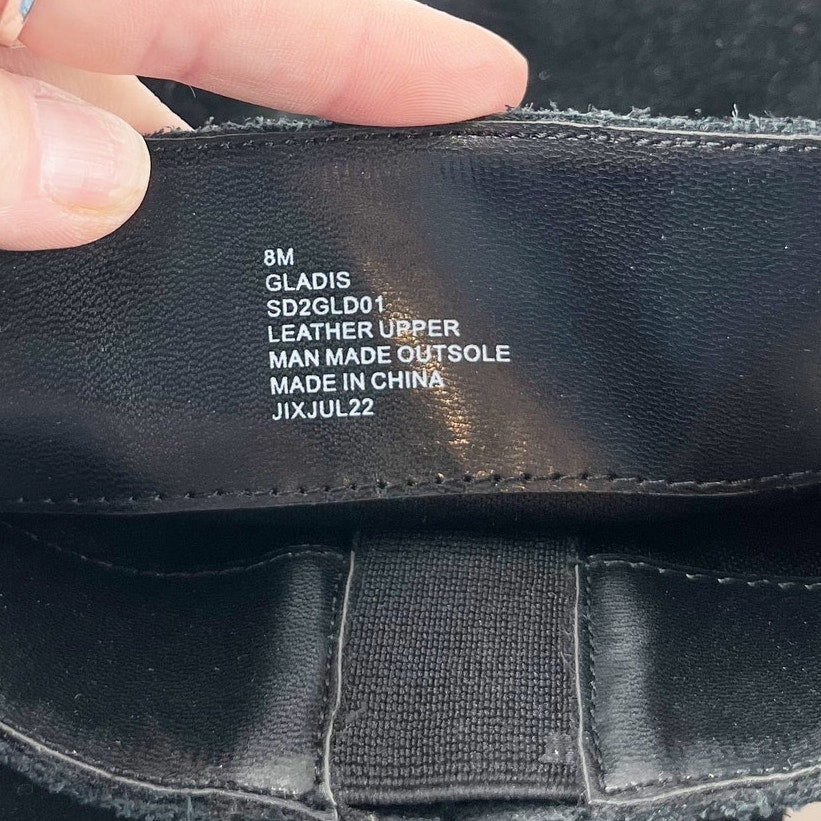 8M
GLADIS
SD2GLD01
LEATHER UPPER
MAN MADE OUTSOLE
MADE IN CHINA
JIXJUL22